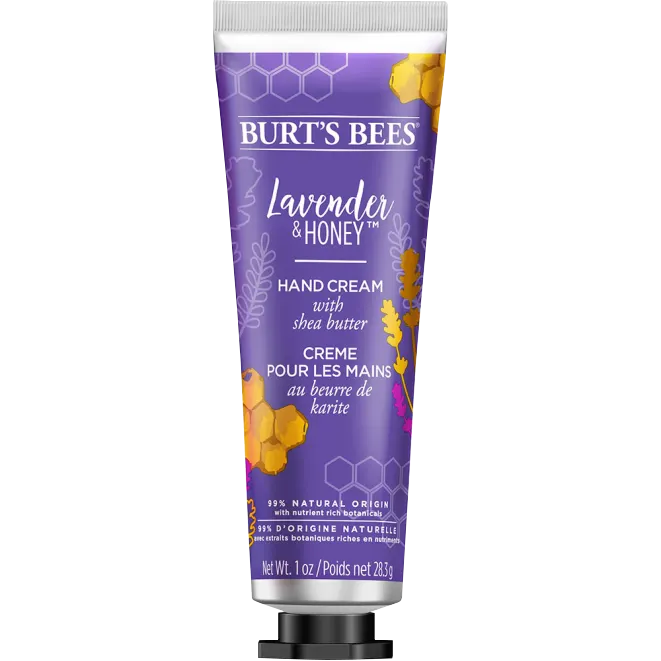 BURT'S BEES®
Lavender
& HONEY™
HAND CREAM
with
shea butter
CREME
POUR LES MAINS
au beurre de
karite
99% NATURAL ORIGIN
with nutrient rich botanicals
99% D'ORIGINE NATURELLE
avec extraits botaniques riches en nutriments
Net Wt. 1 oz / Poids net 28.3 g